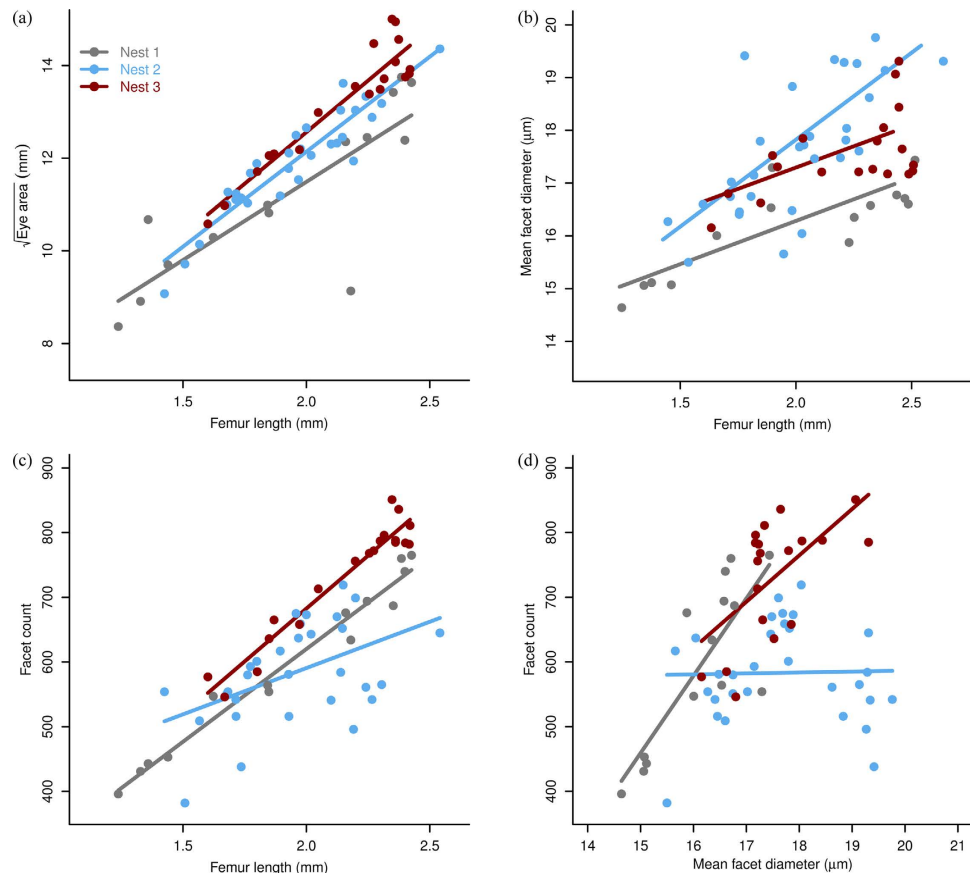 (a)
Nest 1
Nest 2
Nest 3
√Eye area (mm)
14
12
10
8
1.5
2.0
2.5
Femur length (mm)
(b)
Mean facet diameter (μm)
20
19
18
17
16
15
14
13
1.5
2.0
2.5
Femur length (mm)
(c)
Facet count
900
800
700
600
500
400
1.5
2.0
2.5
Femur length (mm)
(d)
Facet count
900
800
700
600
500
400
14
15
16
17
18
19
20
21
Mean facet diameter (μm)